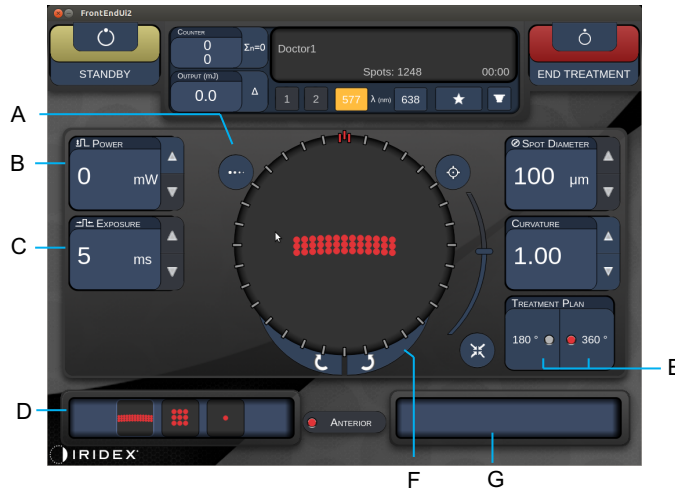 FrontEndUI2
STANDBY
COUNTER
0
0
Σn=0
OUTPUT (mJ)
0.0
Δ
Doctor1
Spots: 1248
00:00
1
2
577
λ (nm)
638
END TREATMENT
A
B
POWER
0
mW
C
EXPOSURE
5
ms
SPOT DIAMETER
100
µm
CURVATURE
1.00
TREATMENT PLAN
180 °
360 °
E
D
ANTERIOR
IRIDEX
F
G